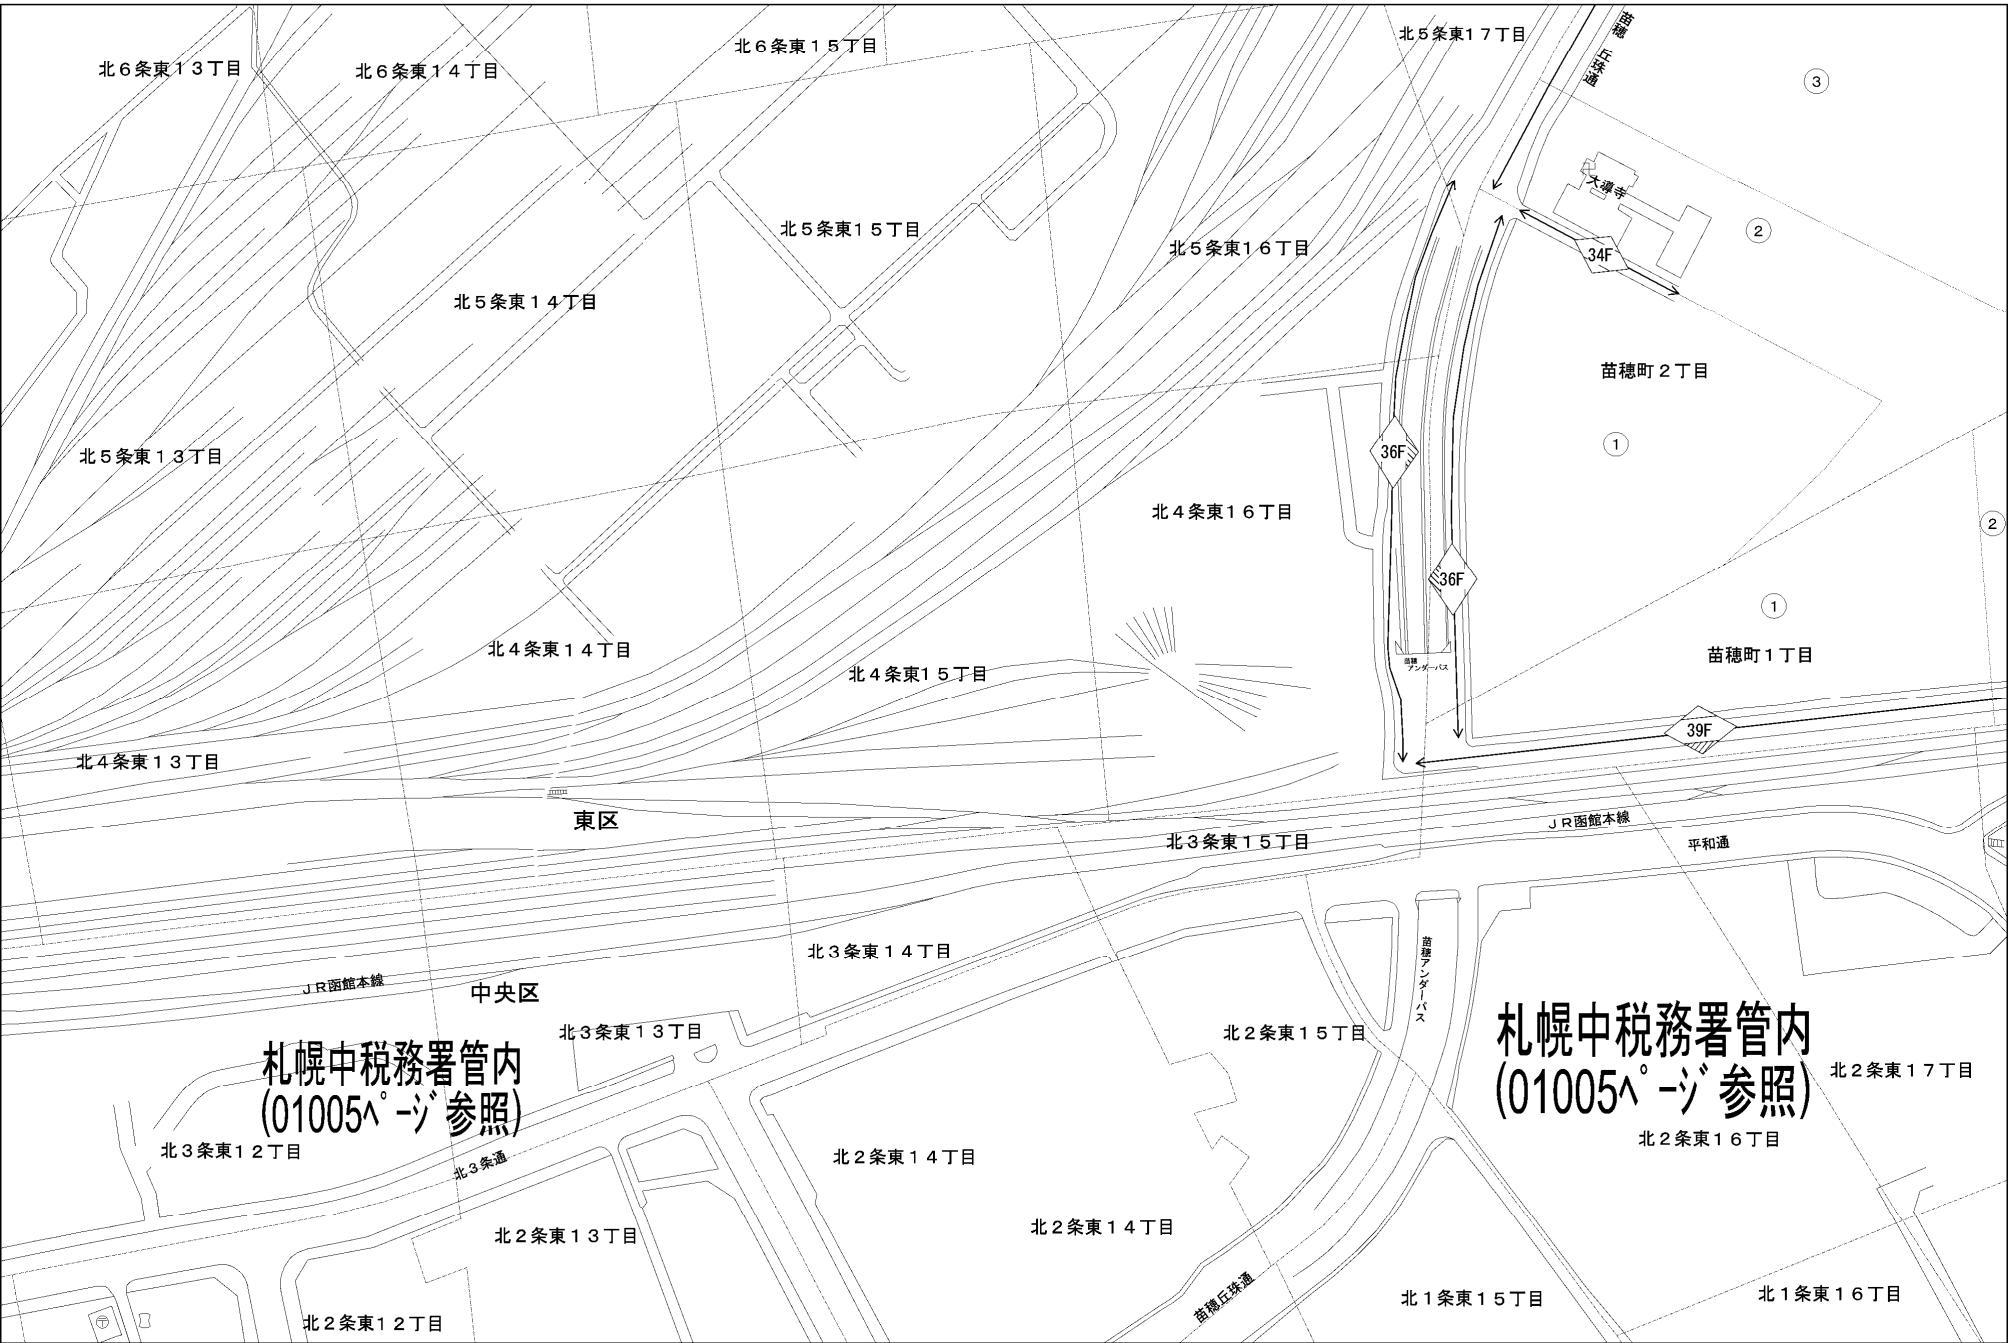 北６条東１３丁目
北６条東１４丁目
北６条東１５丁目
北５条東１７丁目
苗穂
丘珠通
３
大導寺
２
34F
北５条東１５丁目
北５条東１６丁目
北５条東１４丁目
苗穂町２丁目
１
36F
北５条東１３丁目
北４条東１６丁目
２
36F
１
北４条東１４丁目
北４条東１５丁目
苗穂
アンダーパス
苗穂町１丁目
39F
北４条東１３丁目
東区
ＪＲ函館本線
北３条東１５丁目
平和通
北３条東１４丁目
苗穂アンダーパス
ＪＲ函館本線
中央区
北３条東１３丁目
北２条東１５丁目
札幌中税務署管内
(01005ﾍﾟｰｼﾞ参照)
札幌中税務署管内
(01005ﾍﾟｰｼﾞ参照)
北２条東１７丁目
北２条東１６丁目
北３条東１２丁目
北３条通
北２条東１４丁目
北２条東１４丁目
北２条東１３丁目
苗穂丘珠通
北１条東１５丁目
北１条東１６丁目
北２条東１２丁目
〒